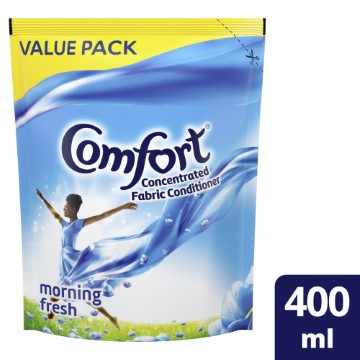 VALUE PACK
Comfort®
Concentrated
Fabric Conditioner
morning
fresh
400
ml